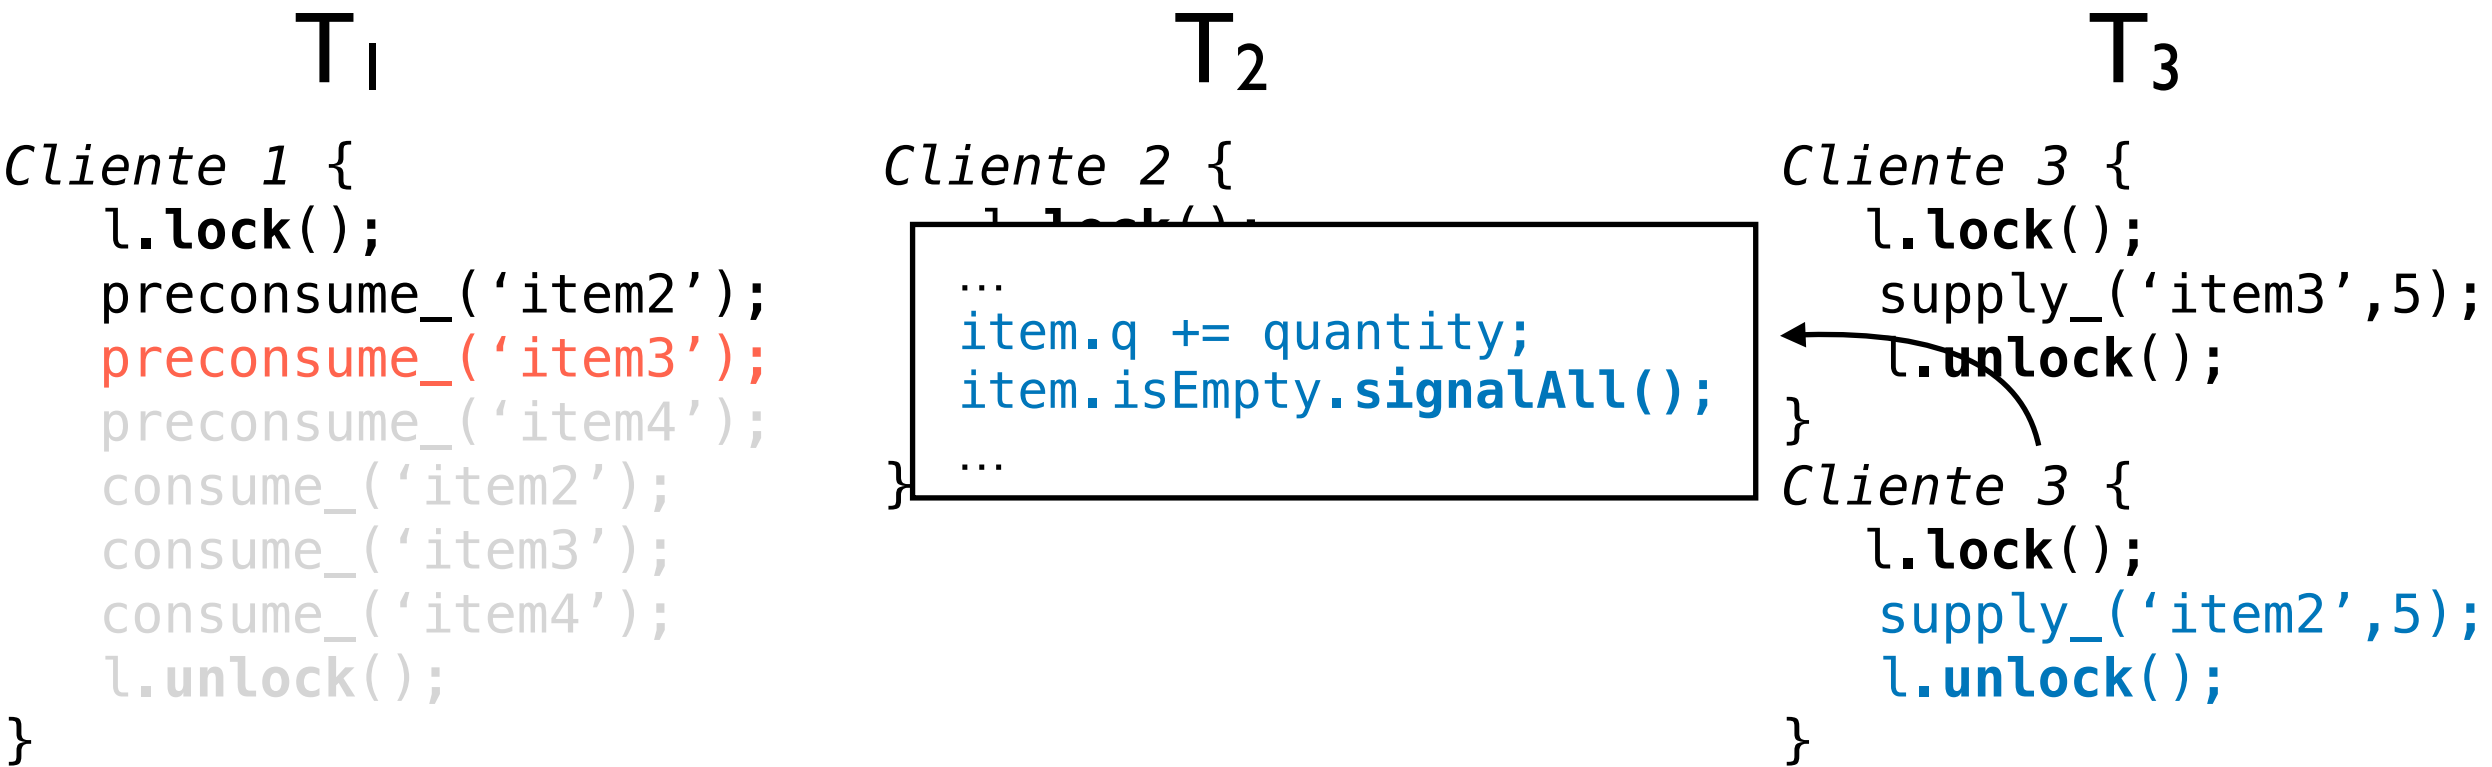 T1
Cliente 1 {
l.lock();
preconsume_(‘item2’);
preconsume_(‘item3’);
preconsume_(‘item4’);
consume_(‘item2’);
consume_(‘item3’);
consume_(‘item4’);
l.unlock();
}
T2
Cliente 2 {
l.lock();
…
item.q += quantity;
item.isEmpty.signalAll();
…
}
T3
Cliente 3 {
l.lock();
supply_(‘item3’,5);
l.unlock();
}
Cliente 3 {
l.lock();
supply_(‘item2’,5);
l.unlock();
}